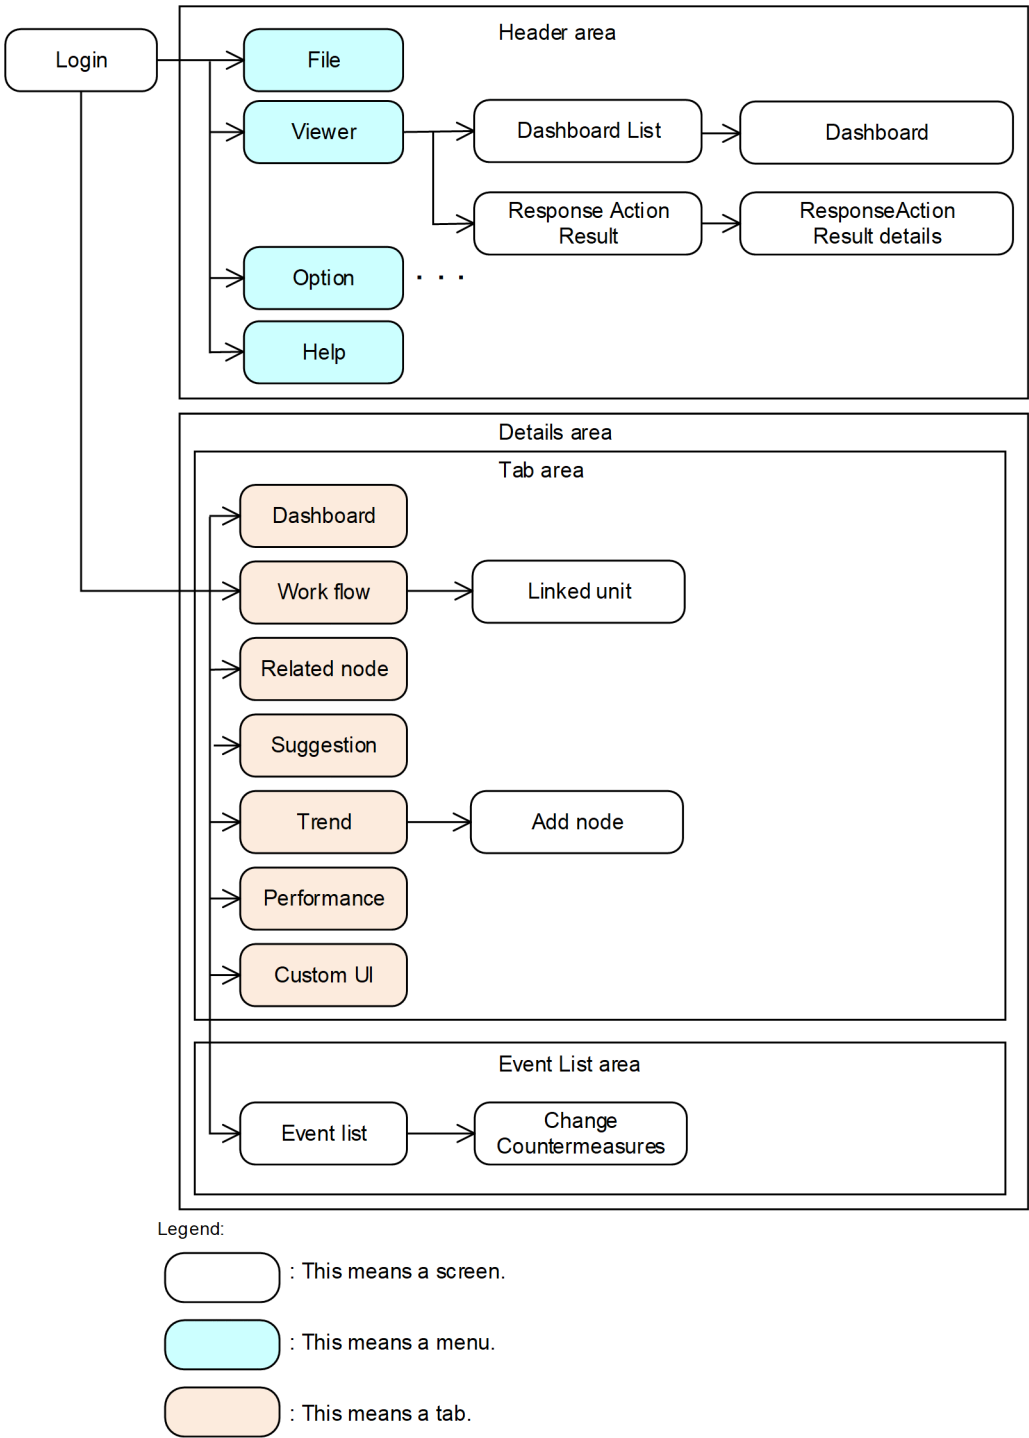 Header area
Login
File
Viewer
Dashboard List
Dashboard
Response Action
Result
ResponseAction
Result details
Option
. . .
Help
Details area
Tab area
Dashboard
Work flow
Linked unit
Related node
Suggestion
Trend
Add node
Performance
Custom UI
Event List area
Event list
Change
Countermeasures
Legend:
: This means a screen.
: This means a menu.
: This means a tab.